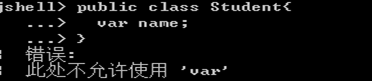 jshell> public class Student{
   ...>   var name;
   ...> }
|  错误:
|  此处不允许使用 'var'